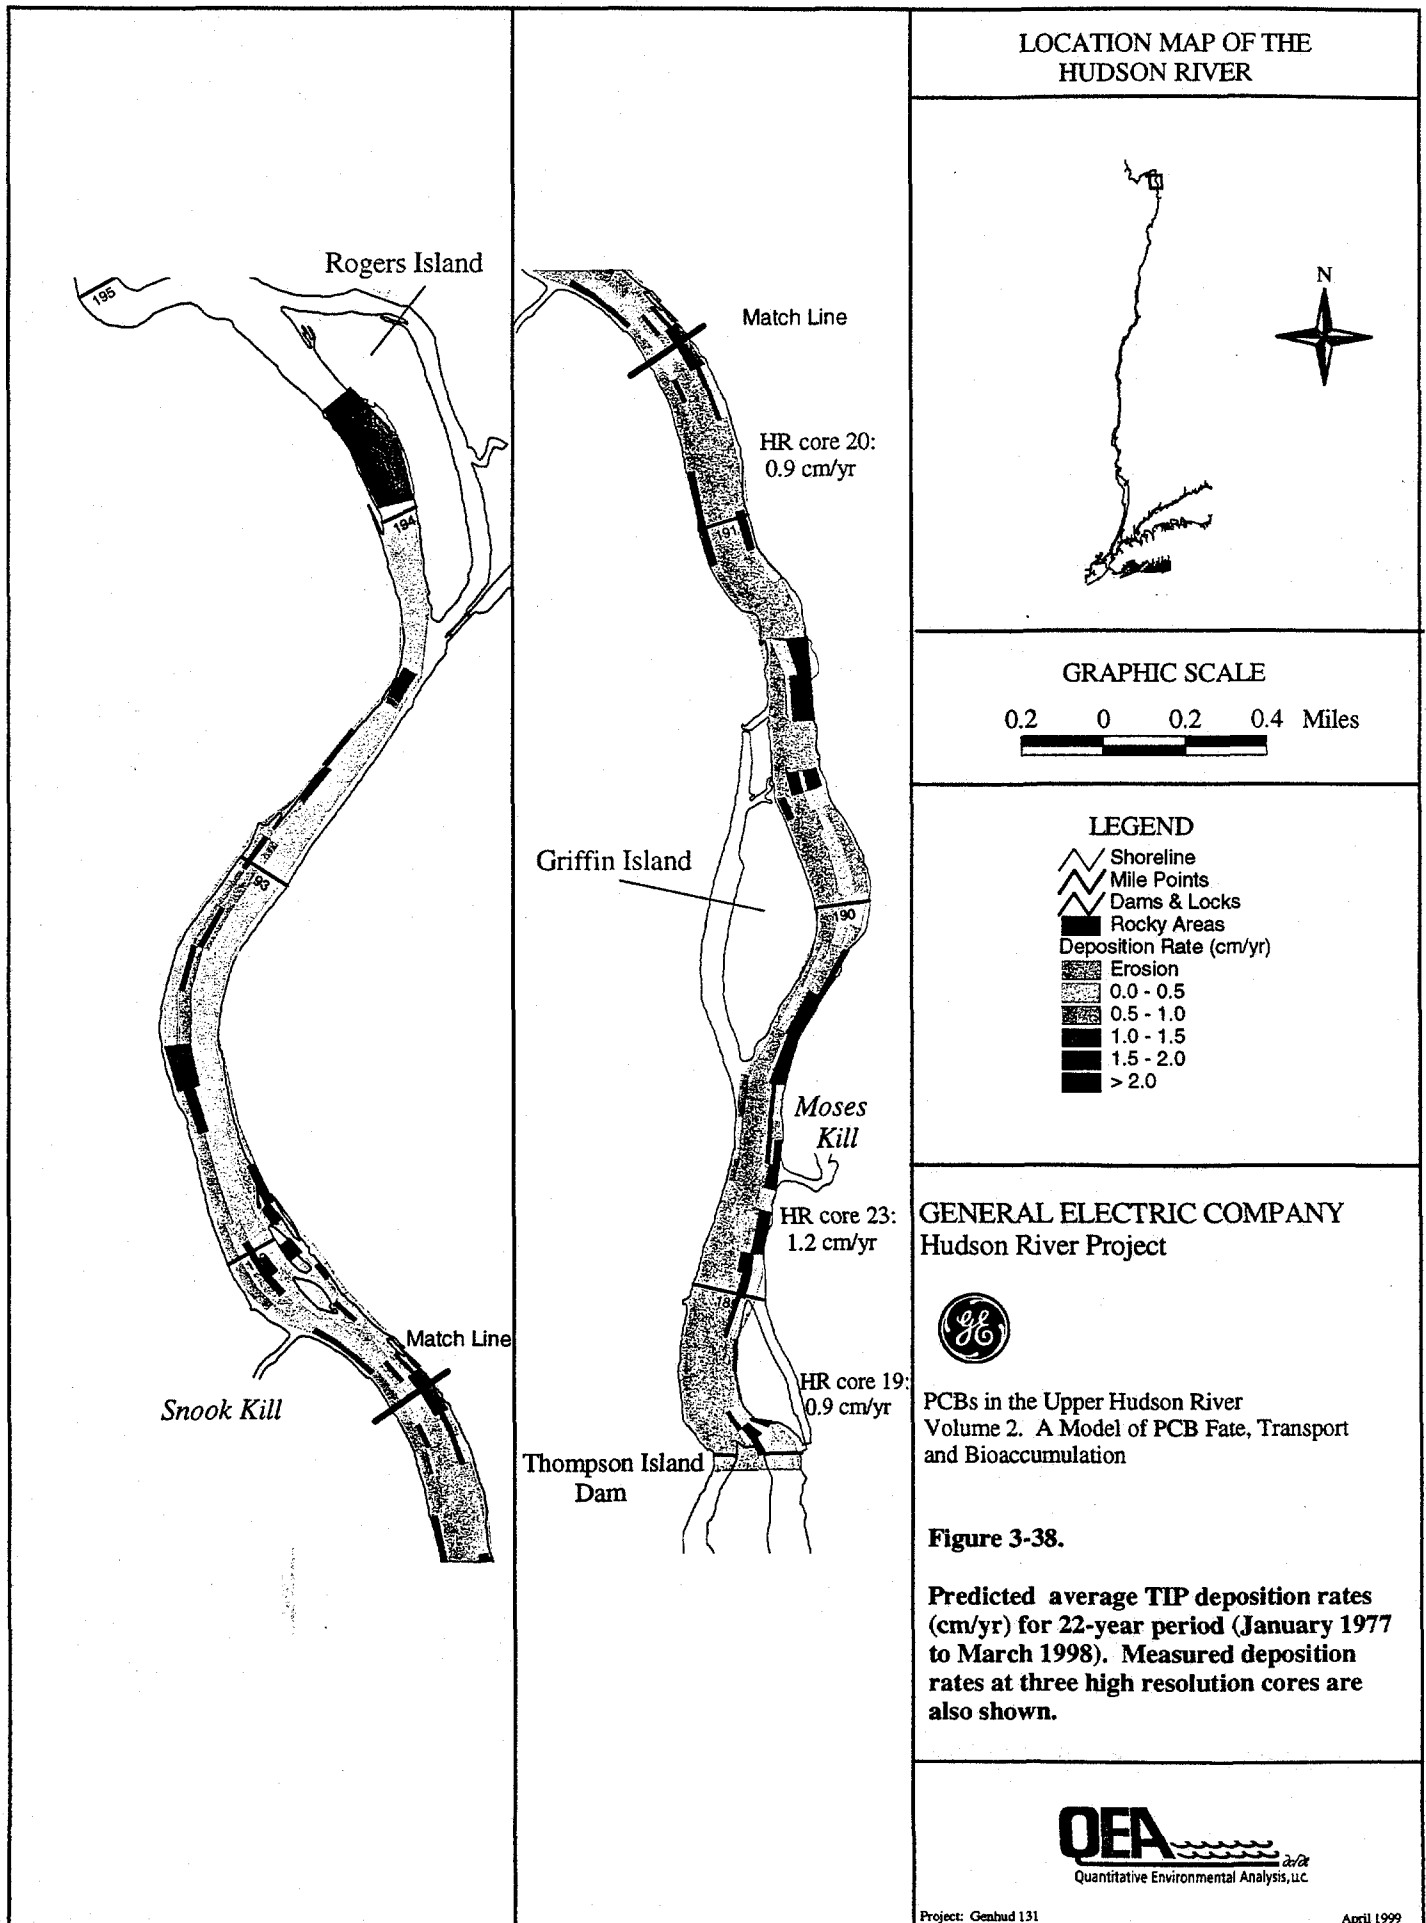 LOCATION MAP OF THE
HUDSON RIVER
Rogers Island
195
194
193
Match Line
Snook Kill
Match Line
HR core 20:
0.9 cm/yr
191
Griffin Island
190
Moses
Kill
HR core 23:
1.2 cm/yr
HR core 19:
0.9 cm/yr
Thompson Island
Dam
N
GRAPHIC SCALE
0.2 0 0.2 0.4 Miles
LEGEND
Shoreline
Mile Points
Dams & Locks
Rocky Areas
Deposition Rate (cm/yr)
Erosion
0.0 - 0.5
0.5 - 1.0
1.0 - 1.5
1.5 - 2.0
> 2.0
GENERAL ELECTRIC COMPANY
Hudson River Project
GE
PCBs in the Upper Hudson River
Volume 2. A Model of PCB Fate, Transport
and Bioaccumulation
Figure 3-38.
Predicted average TIP deposition rates
(cm/yr) for 22-year period (January 1977
to March 1998). Measured deposition
rates at three high resolution cores are
also shown.
QEA
Quantitative Environmental Analysis, LLC
Project: Genhud 131
April 1999